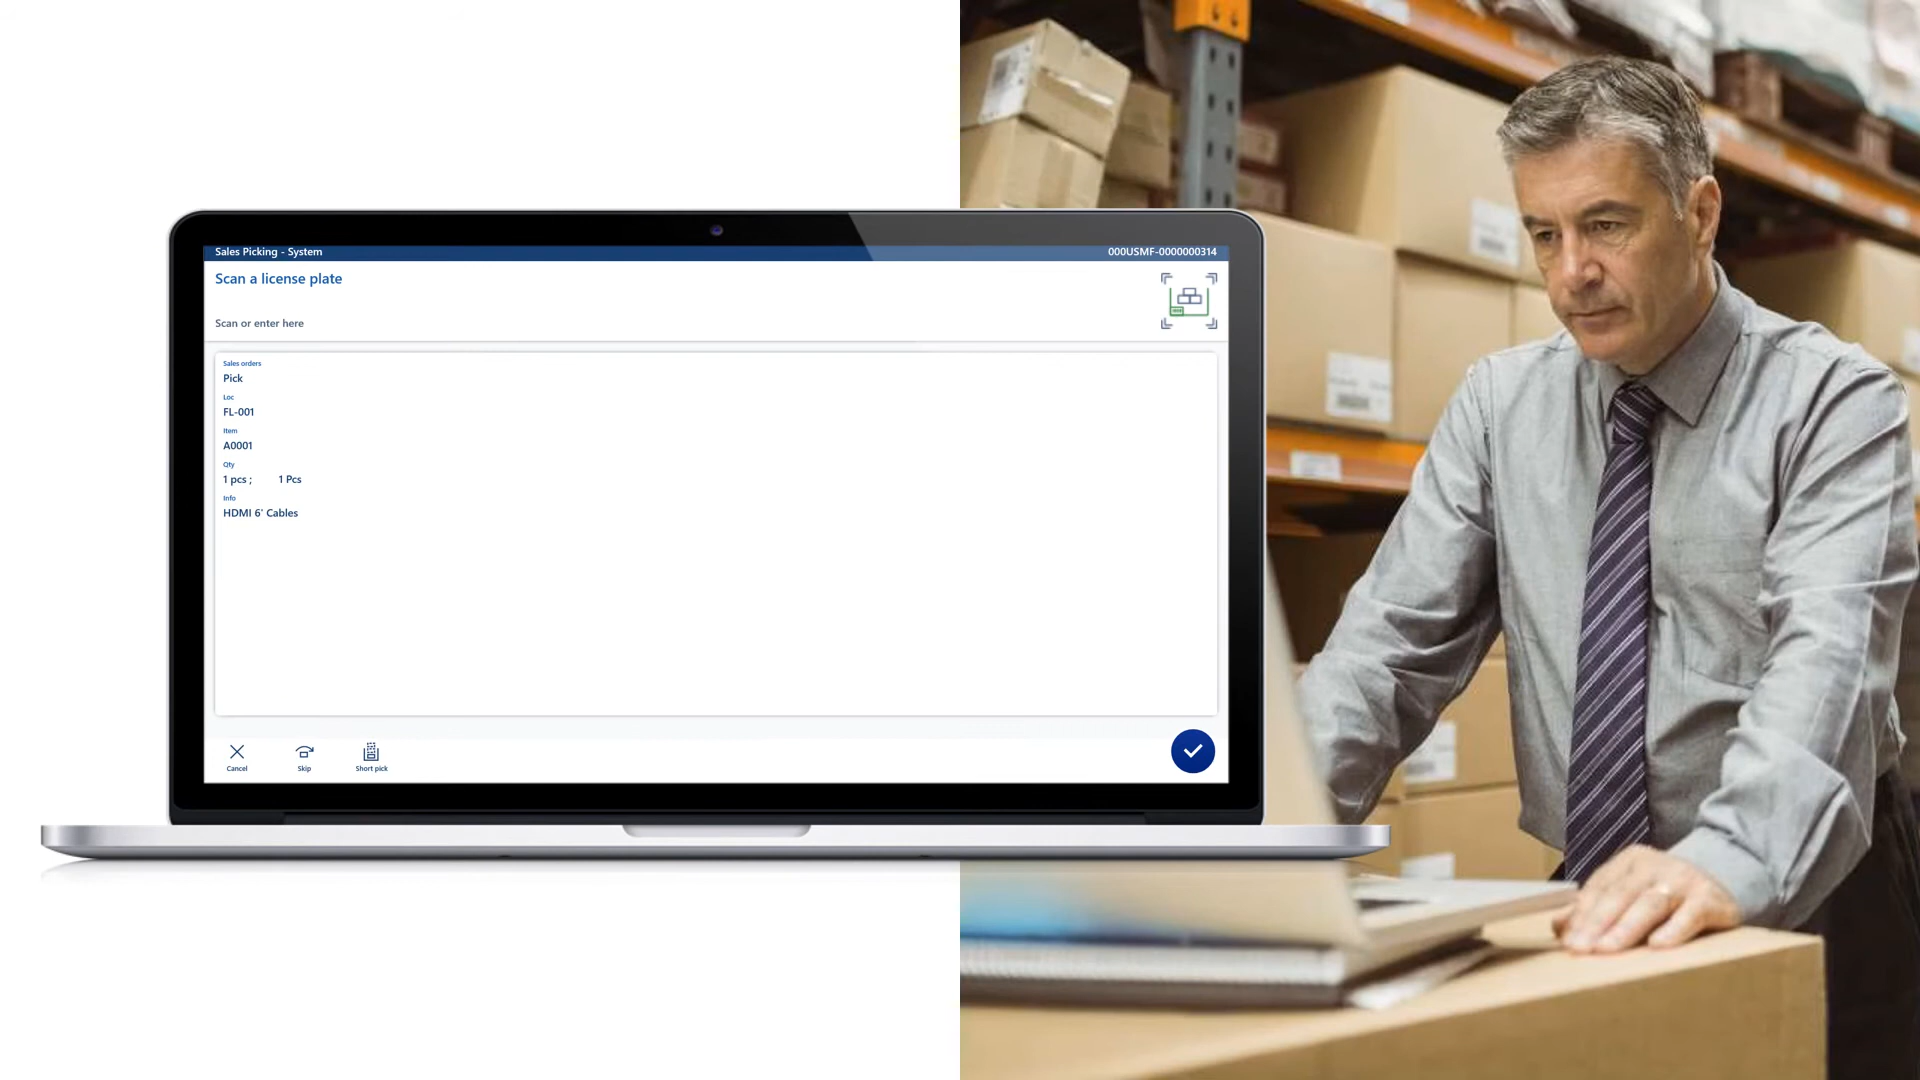 Sales Picking - System
000USMF-0000000314
Scan a license plate
Scan or enter here
Sales orders
Pick
Loc
FL-001
Item
A0001
Qty
1 pcs ; 1 Pcs
Info
HDMI 6' Cables
Cancel
Skip
Short pick